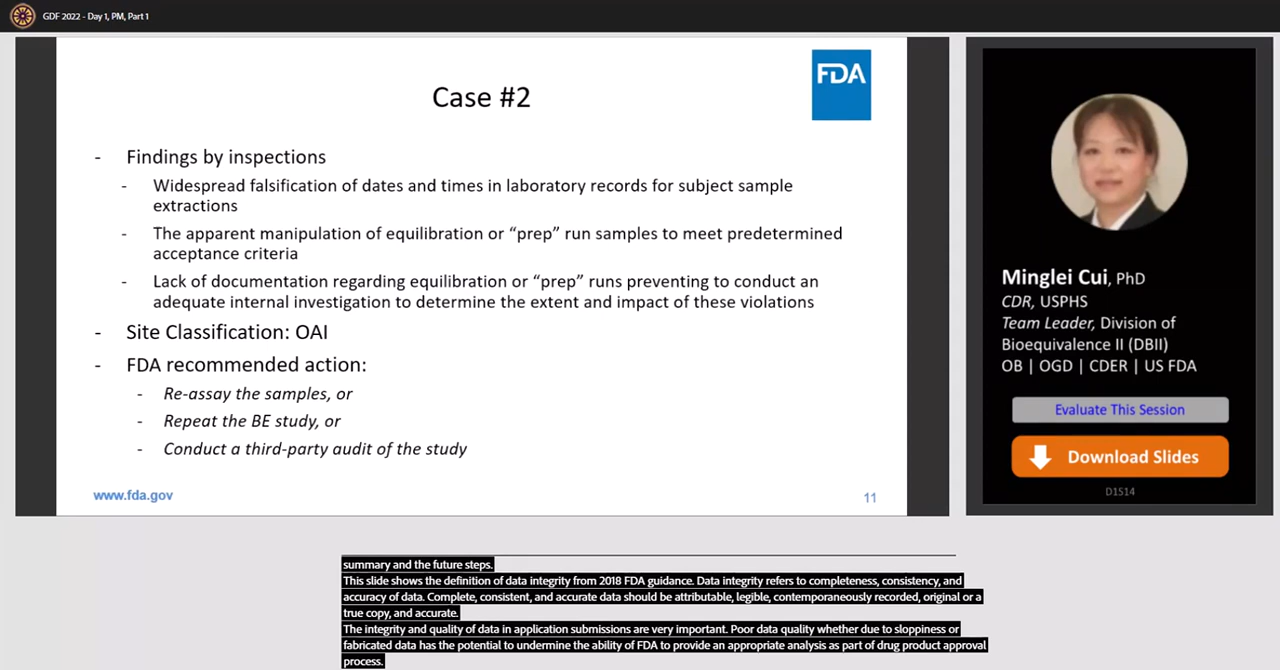 GDF 2022 - Day 1, PM, Part 1
FDA
Case #2
- Findings by inspections
- Widespread falsification of dates and times in laboratory records for subject sample
extractions
- The apparent manipulation of equilibration or “prep” run samples to meet predetermined
acceptance criteria
- Lack of documentation regarding equilibration or “prep” runs preventing to conduct an
adequate internal investigation to determine the extent and impact of these violations
- Site Classification: OAI
- FDA recommended action:
- Re-assay the samples, or
- Repeat the BE study, or
- Conduct a third-party audit of the study
www.fda.gov
11
Minglei Cui, PhD
CDR, USPHS
Team Leader, Division of
Bioequivalence II (DBII)
OB | OGD | CDER | US FDA
Evaluate This Session
Download Slides
D1514
summary and the future steps.
This slide shows the definition of data integrity from 2018 FDA guidance. Data integrity refers to completeness, consistency, and
accuracy of data. Complete, consistent, and accurate data should be attributable, legible, contemporaneously recorded, original or a
true copy, and accurate.
The integrity and quality of data in application submissions are very important. Poor data quality whether due to sloppiness or
fabricated data has the potential to undermine the ability of FDA to provide an appropriate analysis as part of drug product approval
process.